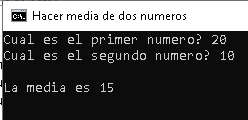 Hacer media de dos numeros
Cual es el primer numero? 20
Cual es el segundo numero? 10
La media es 15